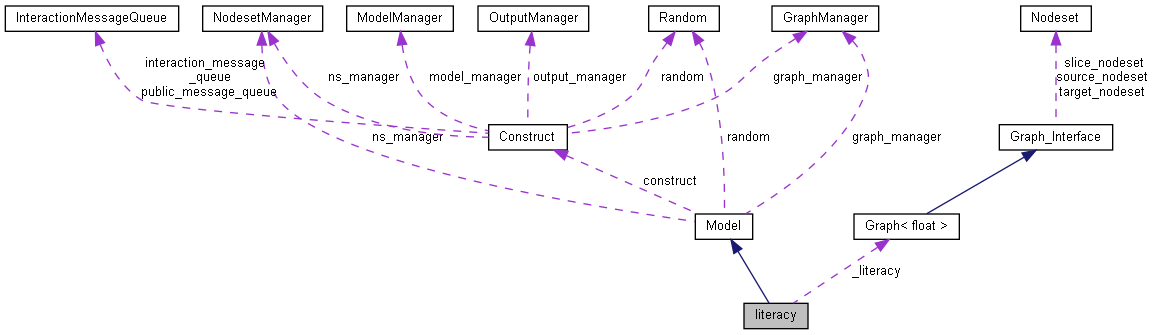 InteractionMessageQueue
NodesetManager
ModelManager
OutputManager
Random
GraphManager
Nodeset
interaction_message
_queue
public_message_queue
ns_manager
model_manager
output_manager
random
graph_manager
slice_nodeset
source_nodeset
target_nodeset
Construct
Graph_Interface
ns_manager
random
graph_manager
construct
Model
Graph< float >
_literacy
literacy